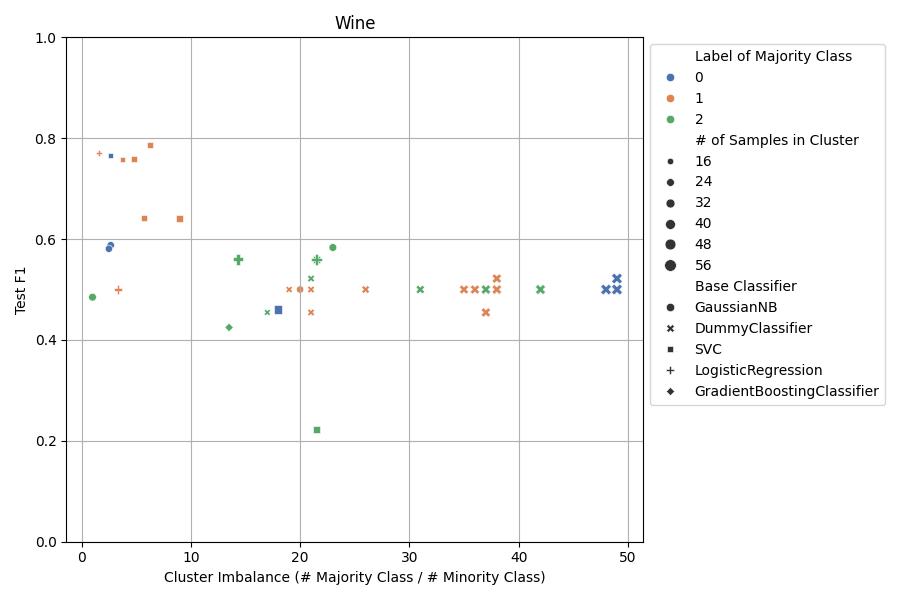 Wine
1.0
0.8
0.6
0.4
0.2
0.0
Test F1
0
10
20
30
40
50
Cluster Imbalance (# Majority Class / # Minority Class)
Label of Majority Class
0
1
2
# of Samples in Cluster
16
24
32
40
48
56
Base Classifier
GaussianNB
DummyClassifier
SVC
LogisticRegression
GradientBoostingClassifier